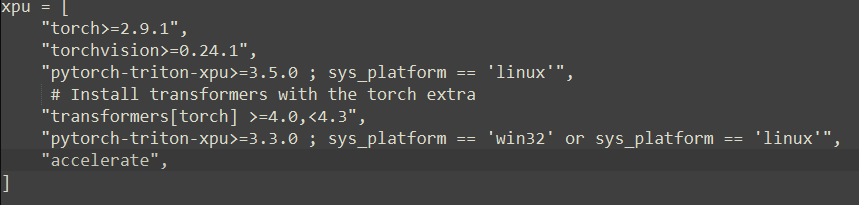 xpu = [
    "torch>=2.9.1",
    "torchvision>=0.24.1",
    "pytorch-triton-xpu>=3.5.0 ; sys_platform == 'linux'",
     # Install transformers with the torch extra
    "transformers[torch] >=4.0,<4.3",
    "pytorch-triton-xpu>=3.3.0 ; sys_platform == 'win32' or sys_platform == 'linux'",
    "accelerate",
]